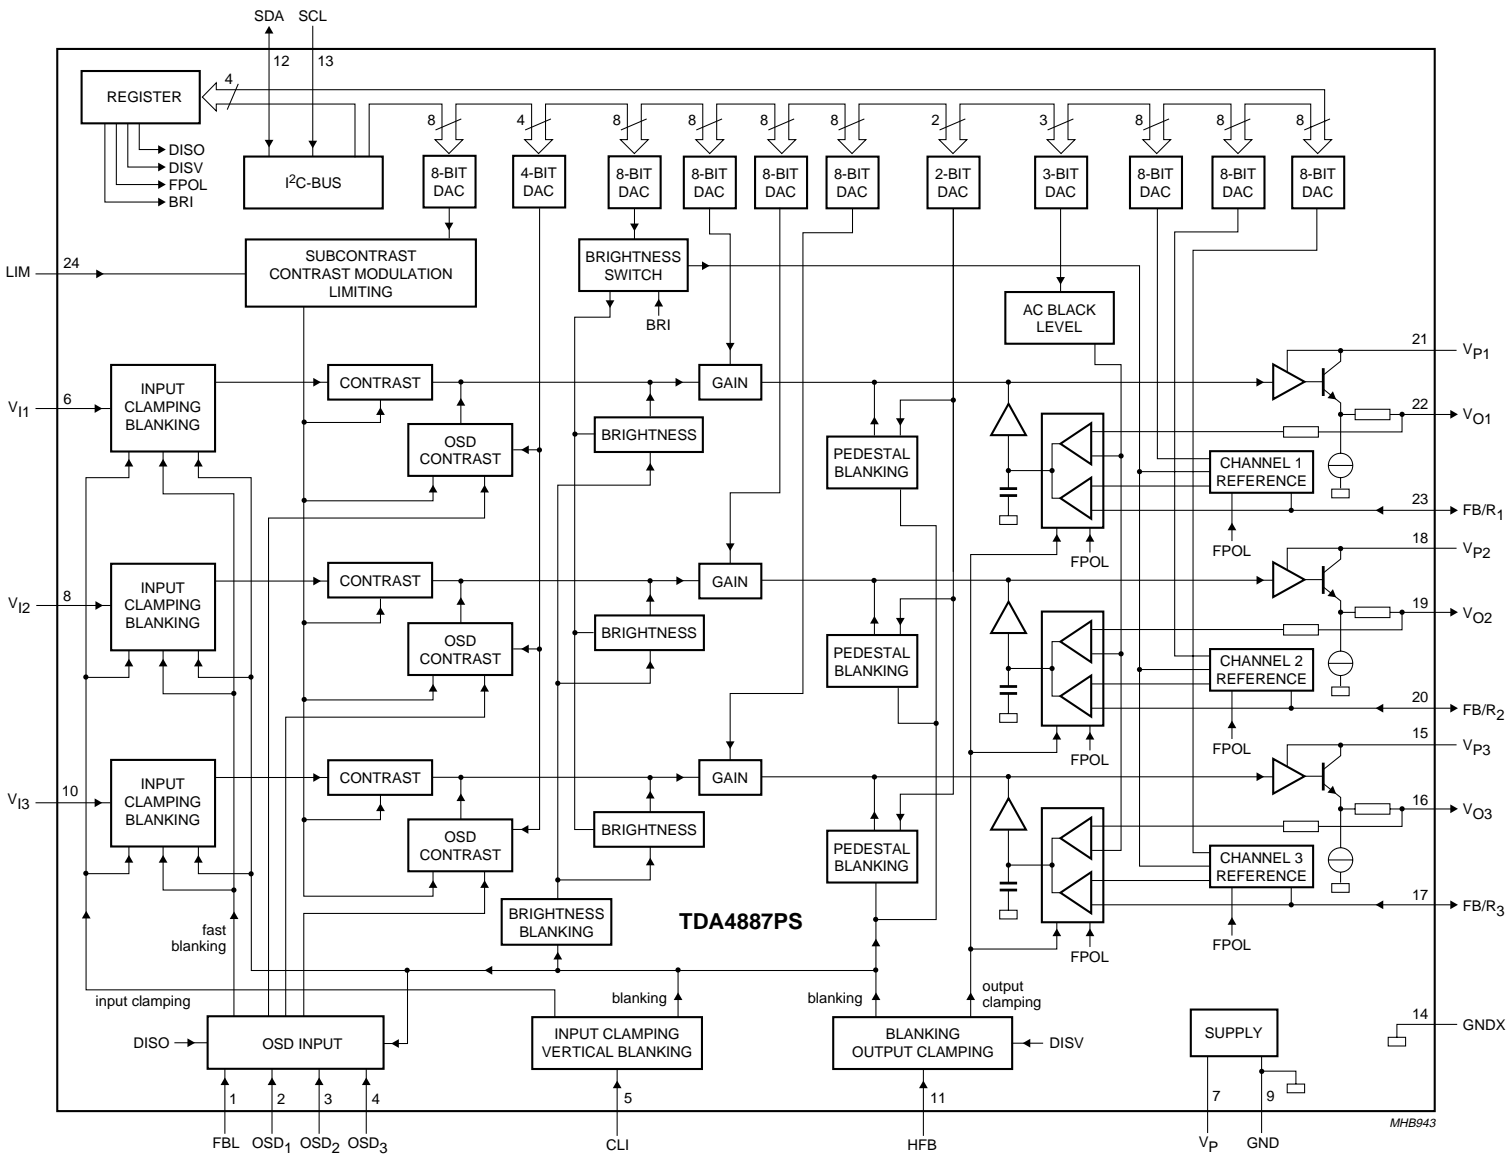 SDA SCL
12 13
REGISTER
4
DISO
DISV
FPOL
BRI
I2C-BUS
8 4 8 8 8 8 2 3 8 8 8
8-BIT DAC
4-BIT DAC
8-BIT DAC
8-BIT DAC
8-BIT DAC
8-BIT DAC
2-BIT DAC
3-BIT DAC
8-BIT DAC
8-BIT DAC
8-BIT DAC
LIM 24
SUBCONTRAST
CONTRAST MODULATION
LIMITING
BRIGHTNESS
SWITCH
BRI
AC BLACK
LEVEL
VI1 6
INPUT
CLAMPING
BLANKING
CONTRAST
OSD
CONTRAST
BRIGHTNESS
GAIN
PEDESTAL
BLANKING
FPOL
CHANNEL 1
REFERENCE
FPOL
21 VP1
22 VO1
23 FB/R1
VI2 8
INPUT
CLAMPING
BLANKING
CONTRAST
OSD
CONTRAST
BRIGHTNESS
GAIN
PEDESTAL
BLANKING
FPOL
CHANNEL 2
REFERENCE
FPOL
18 VP2
19 VO2
20 FB/R2
VI3 10
INPUT
CLAMPING
BLANKING
CONTRAST
OSD
CONTRAST
BRIGHTNESS
GAIN
PEDESTAL
BLANKING
FPOL
CHANNEL 3
REFERENCE
FPOL
15 VP3
16 VO3
17 FB/R3
BRIGHTNESS
BLANKING
TDA4887PS
fast
blanking
input clamping
blanking
blanking
output
clamping
DISO
OSD INPUT
INPUT CLAMPING
VERTICAL BLANKING
BLANKING
OUTPUT CLAMPING
DISV
SUPPLY
14 GNDX
1 2 3 4 5 11 7 9
FBL OSD1 OSD2 OSD3 CLI HFB VP GND
MHB943